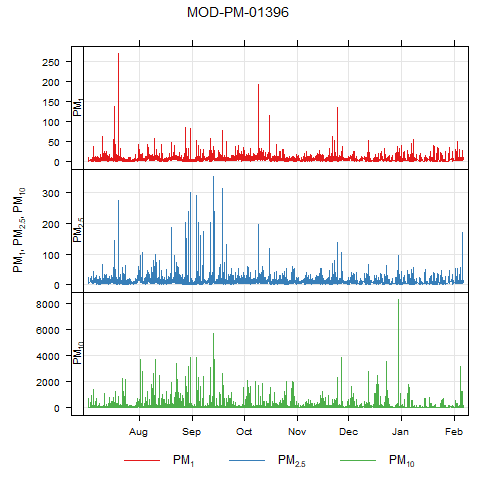 MOD-PM-01396
PM1, PM2.5, PM10
PM1
250
200
150
100
50
0
PM2.5
300
200
100
0
PM10
8000
6000
4000
2000
0
Aug Sep Oct Nov Dec Jan Feb
PM1 PM2.5 PM10